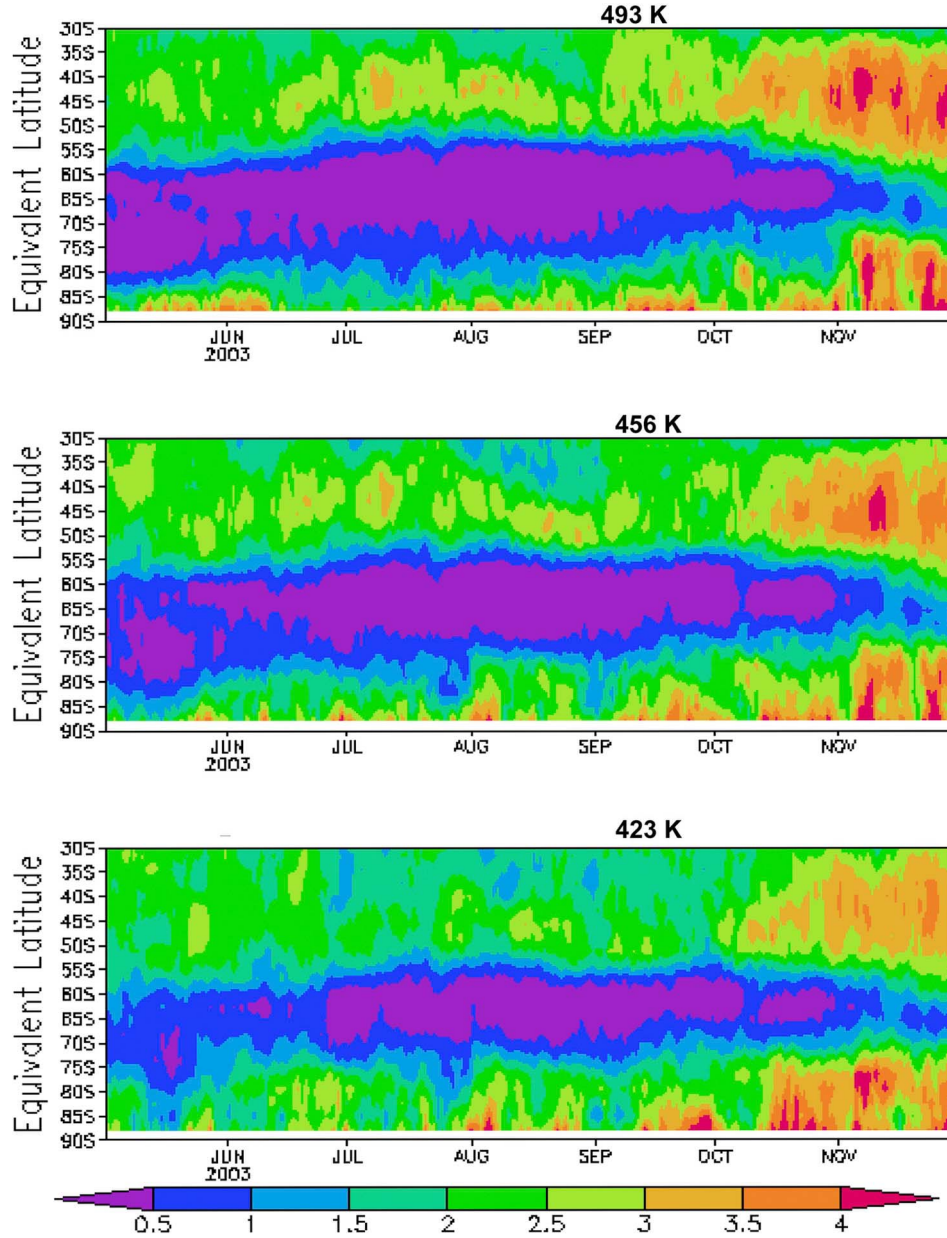 493 K
30S
35S
40S
45S
50S
55S
60S
65S
70S
75S
80S
85S
90S
Equivalent Latitude
JUN JUL AUG SEP OCT NOV
2003
456 K
30S
35S
40S
45S
50S
55S
60S
65S
70S
75S
80S
85S
90S
Equivalent Latitude
JUN JUL AUG SEP OCT NOV
2003
423 K
30S
35S
40S
45S
50S
55S
60S
65S
70S
75S
80S
85S
90S
Equivalent Latitude
JUN JUL AUG SEP OCT NOV
2003
0.5 1 1.5 2 2.5 3 3.5 4